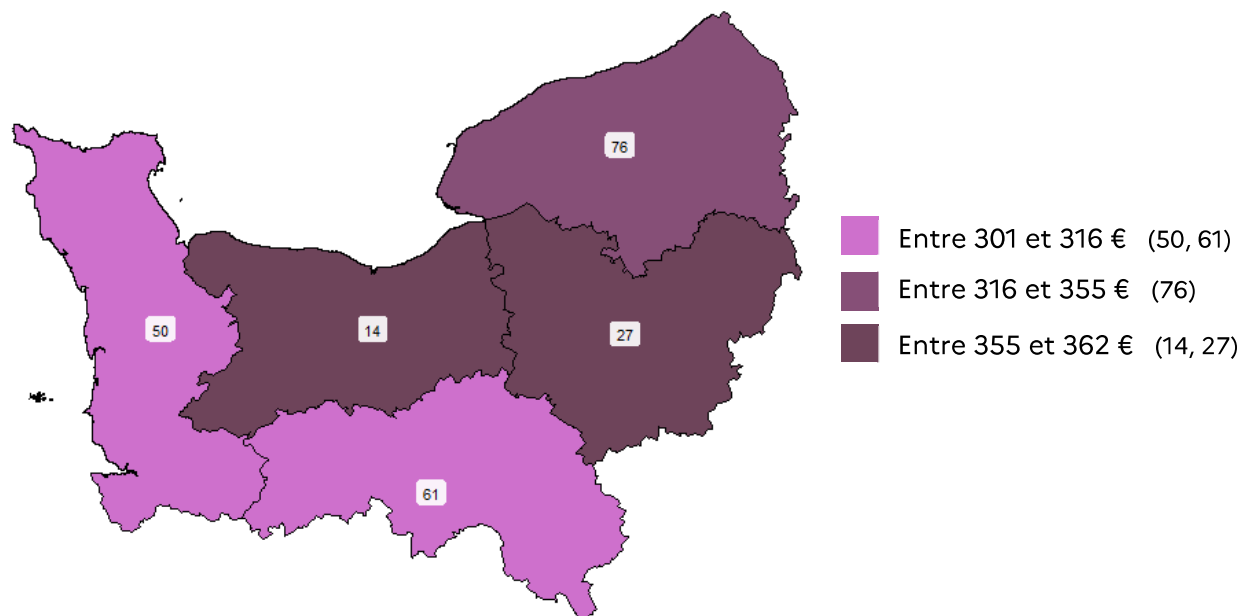 76
50
14
27
61
Entre 301 et 316 € (50, 61)
Entre 316 et 355 € (76)
Entre 355 et 362 € (14, 27)